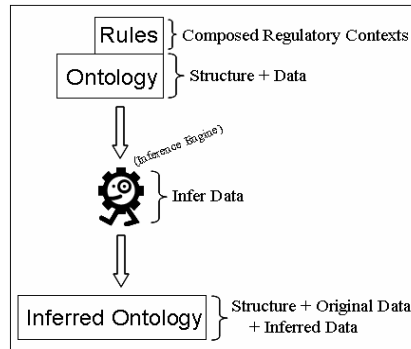 Rules
Composed Regulatory Contexts
Ontology
Structure + Data
(Inference Engine)
Infer Data
Inferred Ontology
Structure + Original Data
+ Inferred Data